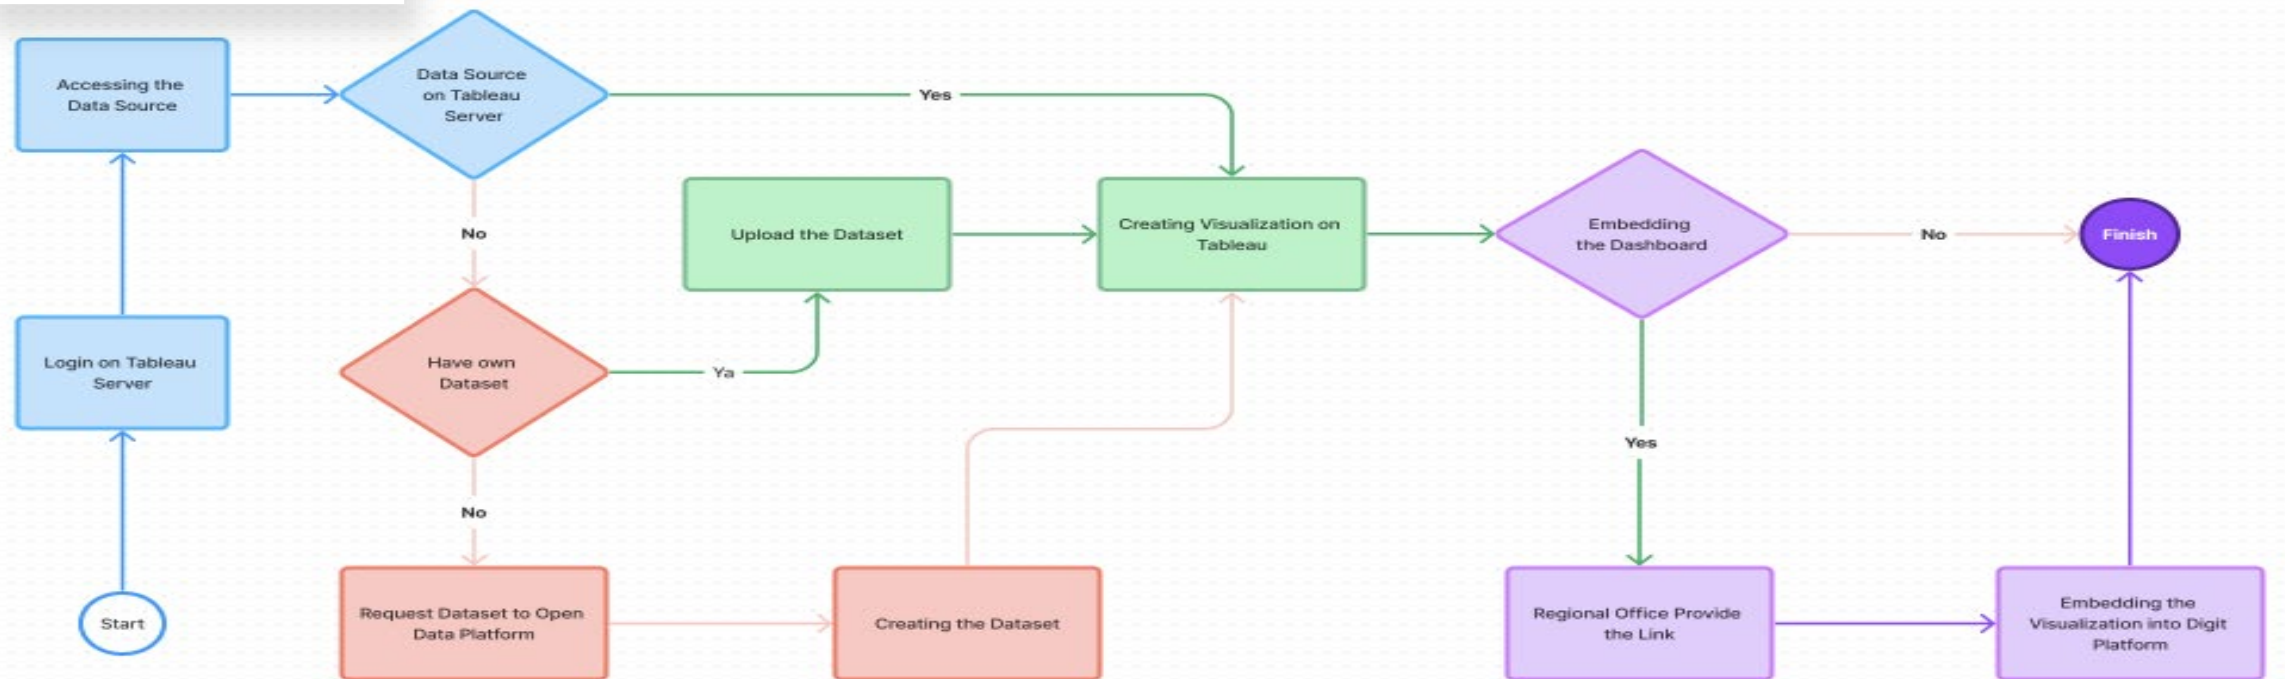 Accessing the
Data Source
Data Source
on Tableau
Server
Yes
No
Upload the Dataset
Creating Visualization on
Tableau
Embedding
the Dashboard
No
Finish
Login on Tableau
Server
Have own
Dataset
Ya
Yes
No
Start
Request Dataset to Open
Data Platform
Creating the Dataset
Regional Office Provide
the Link
Embedding the
Visualization into Digit
Platform